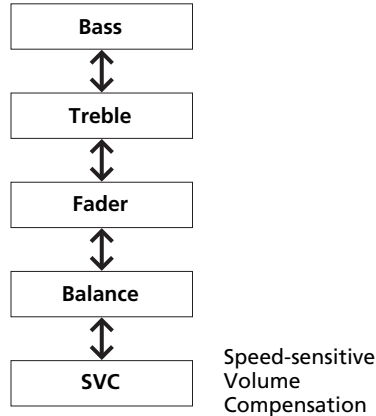 Bass
Treble
Fader
Balance
SVC
Speed-sensitive
Volume
Compensation